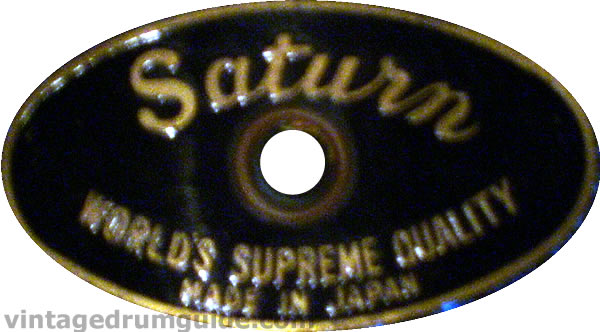 Saturn
WORLD'S SUPREME QUALITY
MADE IN JAPAN
vintagedrumguide.com